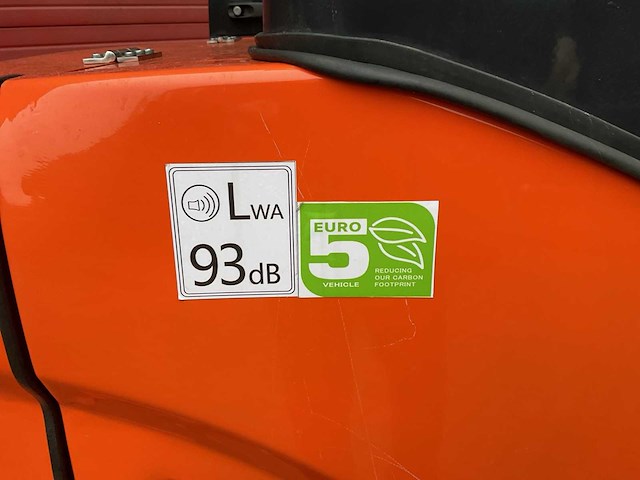 LWA
93dB
EURO
5
VEHICLE
REDUCING
OUR CARBON
FOOTPRINT